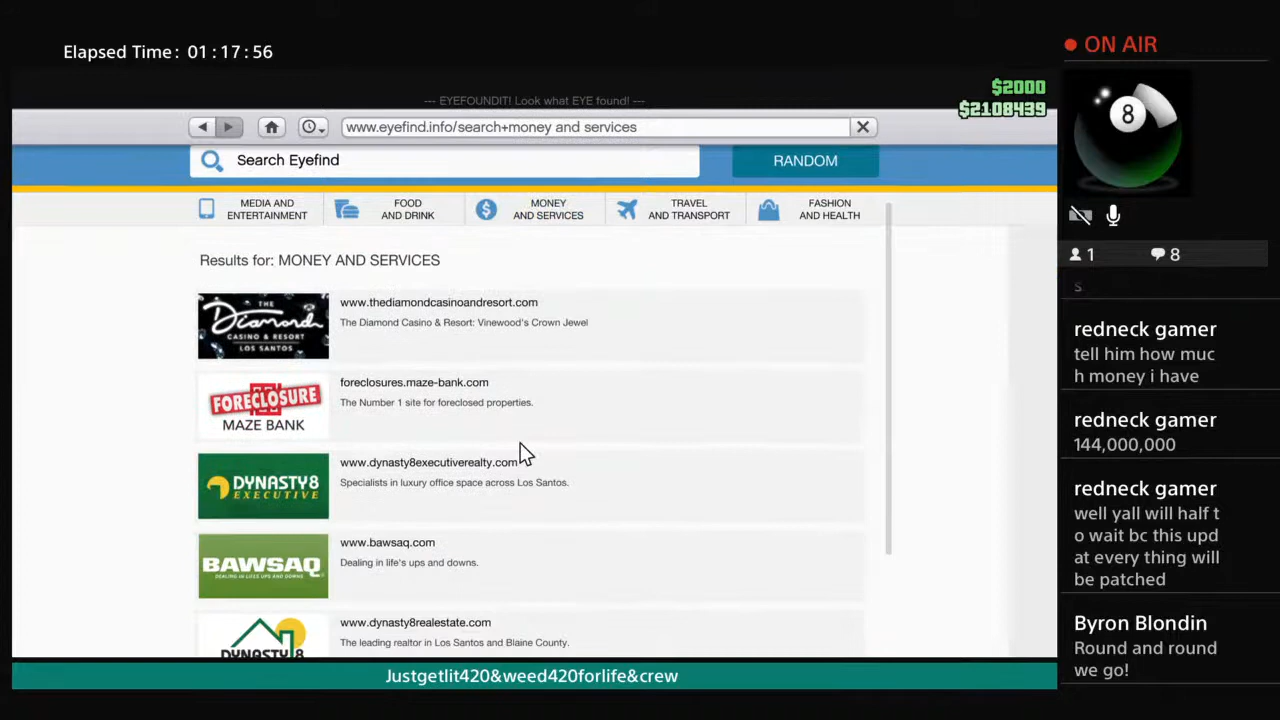 Elapsed Time: 01:17:56
ON AIR
--- EYEFOUNDIT! Look what EYE found! ---
$2000
$2108439
www.eyefind.info/search+money and services
Search Eyefind
RANDOM
MEDIA AND
ENTERTAINMENT
FOOD
AND DRINK
MONEY
AND SERVICES
TRAVEL
AND TRANSPORT
FASHION
AND HEALTH
Results for: MONEY AND SERVICES
THE
Diamond
CASINO & RESORT
LOS SANTOS
www.thediamondcasinoandresort.com
The Diamond Casino & Resort: Vinewood's Crown Jewel
FORECLOSURE
MAZE BANK
foreclosures.maze-bank.com
The Number 1 site for foreclosed properties.
DYNASTY8
EXECUTIVE
www.dynasty8executiverealty.com
Specialists in luxury office space across Los Santos.
BAWSAQ
DEALING IN LIFE'S UPS AND DOWNS
www.bawsaq.com
Dealing in life's ups and downs.
DYNASTY8
www.dynasty8realestate.com
The leading realtor in Los Santos and Blaine County.
Justgetlit420&weed420forlife&crew
8
1
8
s
redneck gamer
tell him how muc
h money i have
redneck gamer
144,000,000
redneck gamer
well yall will half t
o wait bc this upd
at every thing will
be patched
Byron Blondin
Round and round
we go!